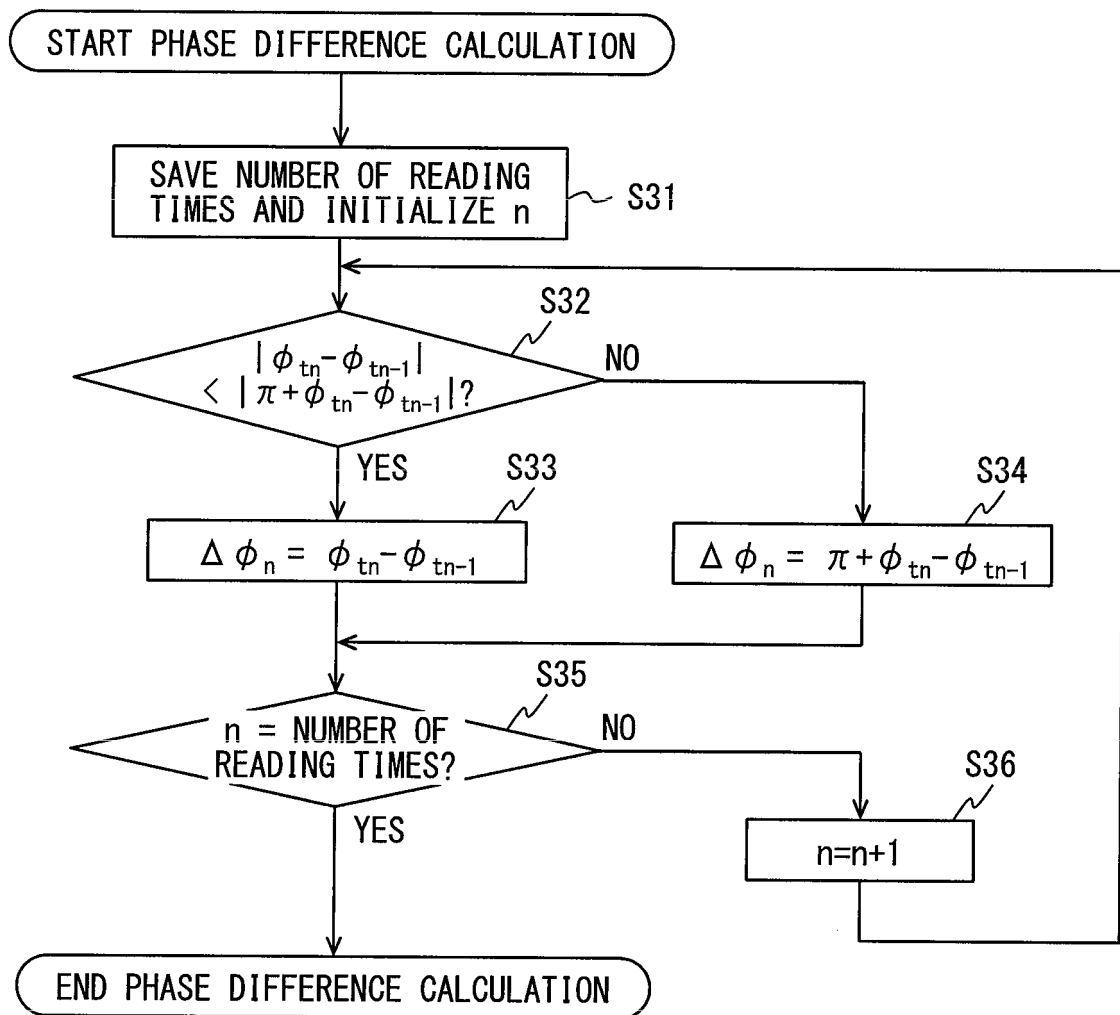 START PHASE DIFFERENCE CALCULATION
SAVE NUMBER OF READING
TIMES AND INITIALIZE n
S31
S32
|ϕtn-ϕtn-1|
< |π+ϕtn-ϕtn-1|?
NO
YES
S33
Δϕn = ϕtn-ϕtn-1
S34
Δϕn = π+ϕtn-ϕtn-1
S35
n = NUMBER OF
READING TIMES?
NO
YES
S36
n=n+1
END PHASE DIFFERENCE CALCULATION